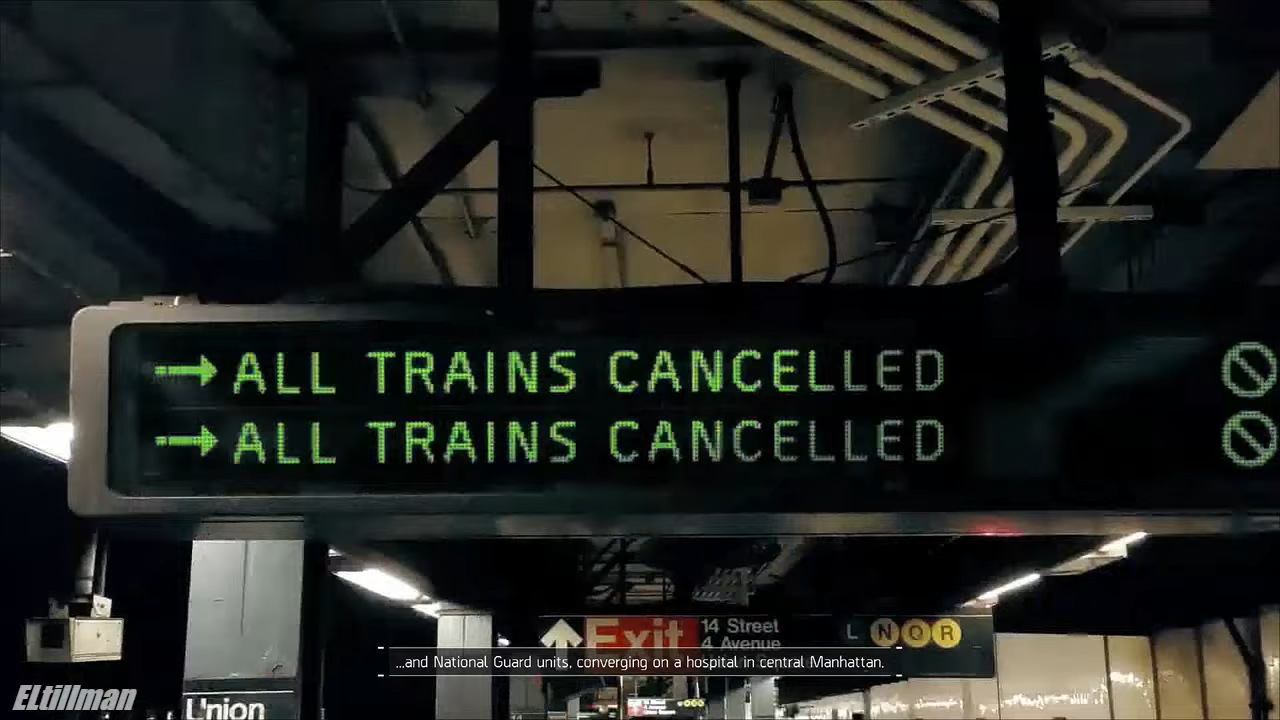 → ALL TRAINS CANCELLED
→ ALL TRAINS CANCELLED
Exit
14 Street
4 Avenue
L N Q R
...and National Guard units, converging on a hospital in central Manhattan.
Union
ELtillman